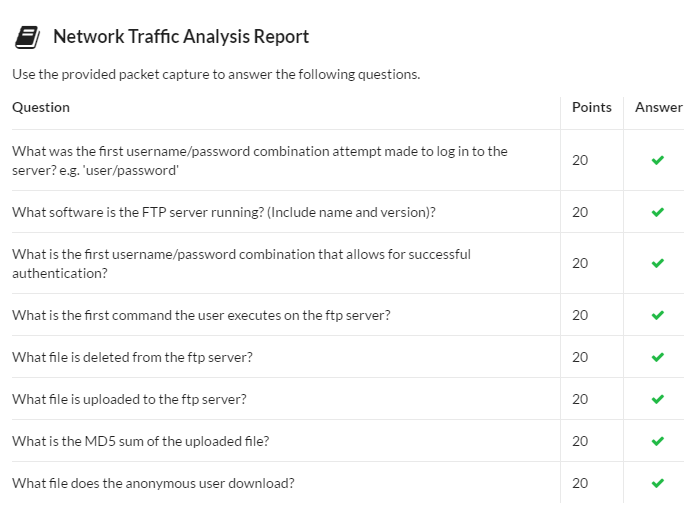 Network Traffic Analysis Report
Use the provided packet capture to answer the following questions.
Question Points Answer
What was the first username/password combination attempt made to log in to the
server? e.g. 'user/password' 20
What software is the FTP server running? (Include name and version)? 20
What is the first username/password combination that allows for successful
authentication? 20
What is the first command the user executes on the ftp server? 20
What file is deleted from the ftp server? 20
What file is uploaded to the ftp server? 20
What is the MD5 sum of the uploaded file? 20
What file does the anonymous user download? 20